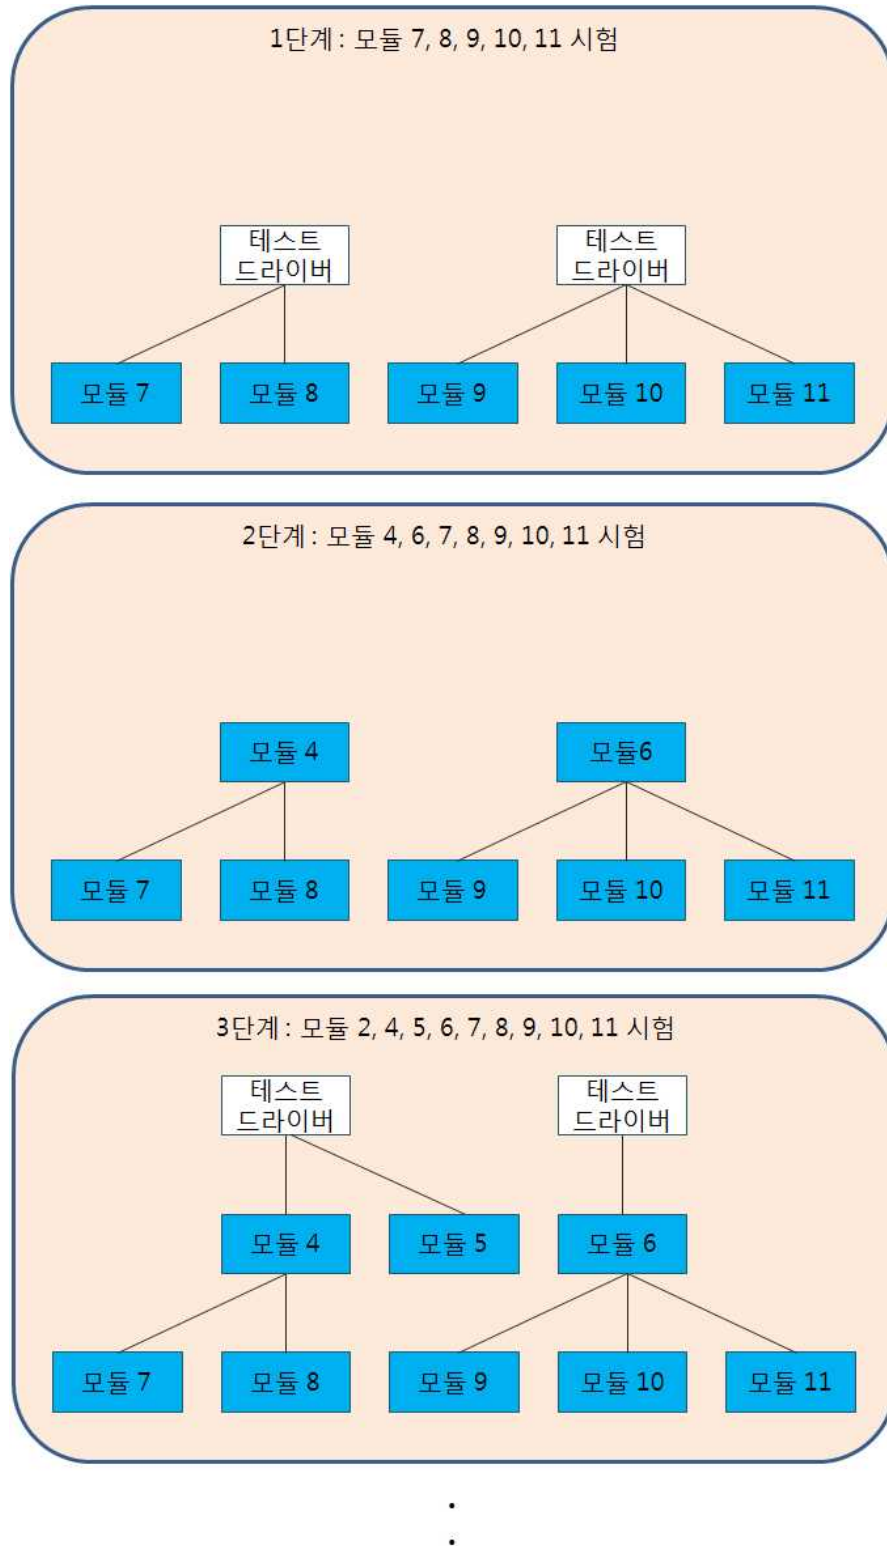 1단계 : 모듈 7, 8, 9, 10, 11 시험
테스트 드라이버
테스트 드라이버
모듈 7
모듈 8
모듈 9
모듈 10
모듈 11
2단계 : 모듈 4, 6, 7, 8, 9, 10, 11 시험
모듈 4
모듈6
모듈 7
모듈 8
모듈 9
모듈 10
모듈 11
3단계 : 모듈 2, 4, 5, 6, 7, 8, 9, 10, 11 시험
테스트 드라이버
테스트 드라이버
모듈 4
모듈 5
모듈 6
모듈 7
모듈 8
모듈 9
모듈 10
모듈 11